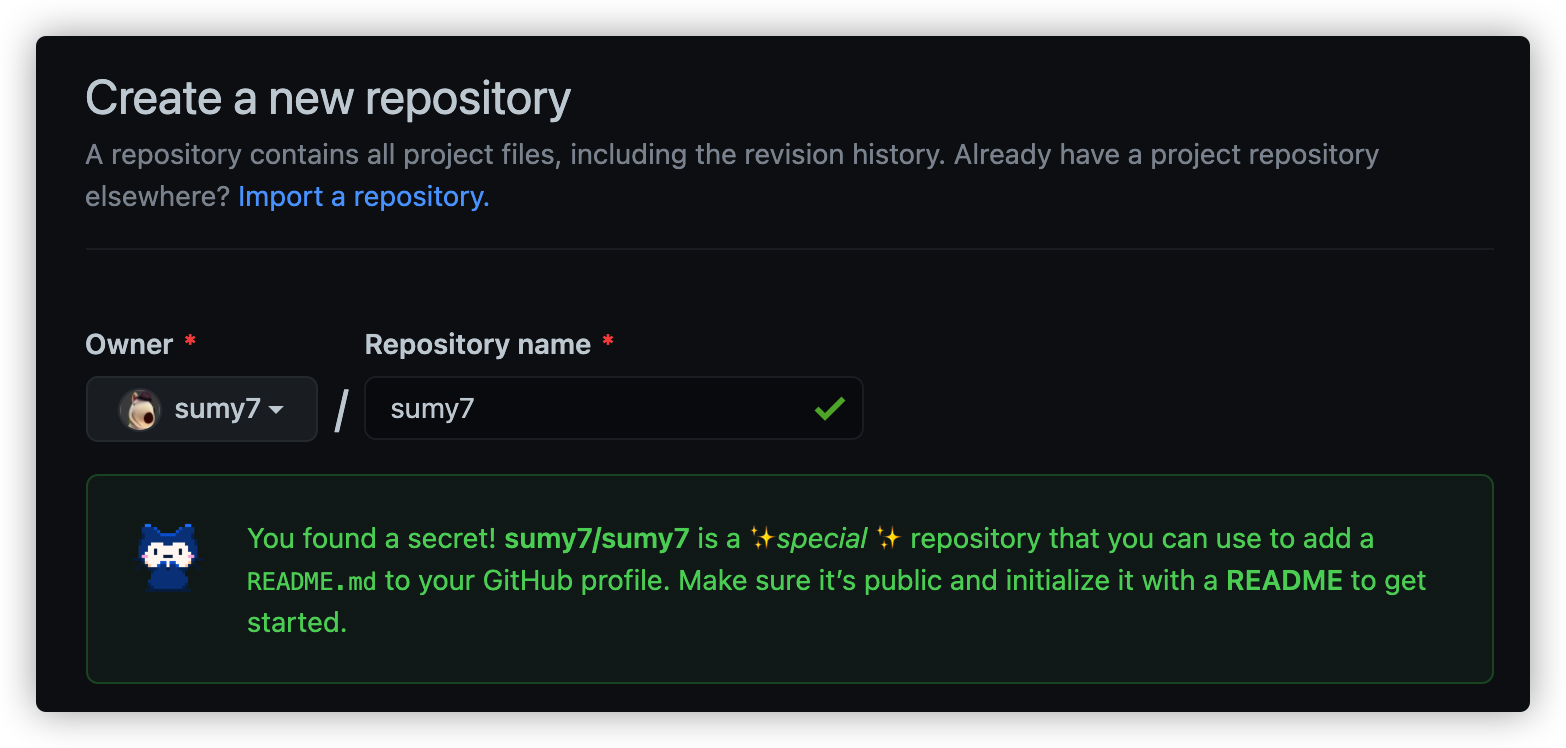 Create a new repository
A repository contains all project files, including the revision history. Already have a project repository
elsewhere? Import a repository.
Owner * Repository name *
sumy7 / sumy7
You found a secret! sumy7/sumy7 is a ✨special ✨ repository that you can use to add a
README.md to your GitHub profile. Make sure it’s public and initialize it with a README to get
started.